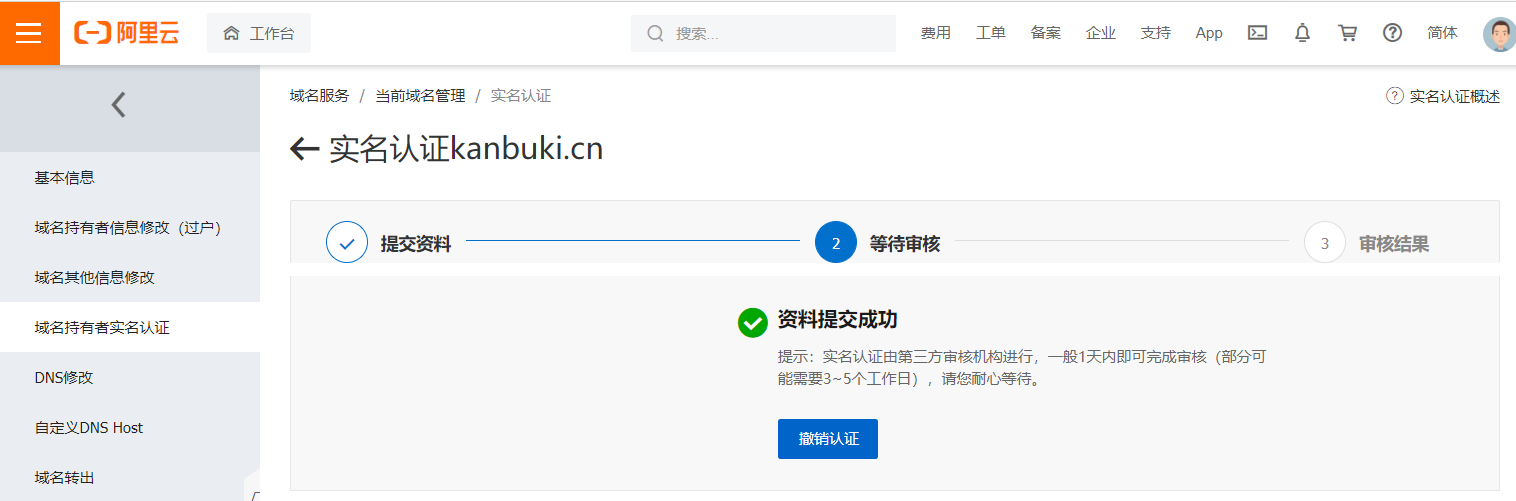 阿里云
工作台
搜索...
费用
工单
备案
企业
支持
App
简体
域名服务 / 当前域名管理 / 实名认证
? 实名认证概述
实名认证kanbuki.cn
基本信息
域名持有者信息修改（过户）
域名其他信息修改
域名持有者实名认证
DNS修改
自定义DNS Host
域名转出
提交资料
2 等待审核
3 审核结果
资料提交成功
提示：实名认证由第三方审核机构进行，一般1天内即可完成审核（部分可
能需要3~5个工作日），请您耐心等待。
撤销认证